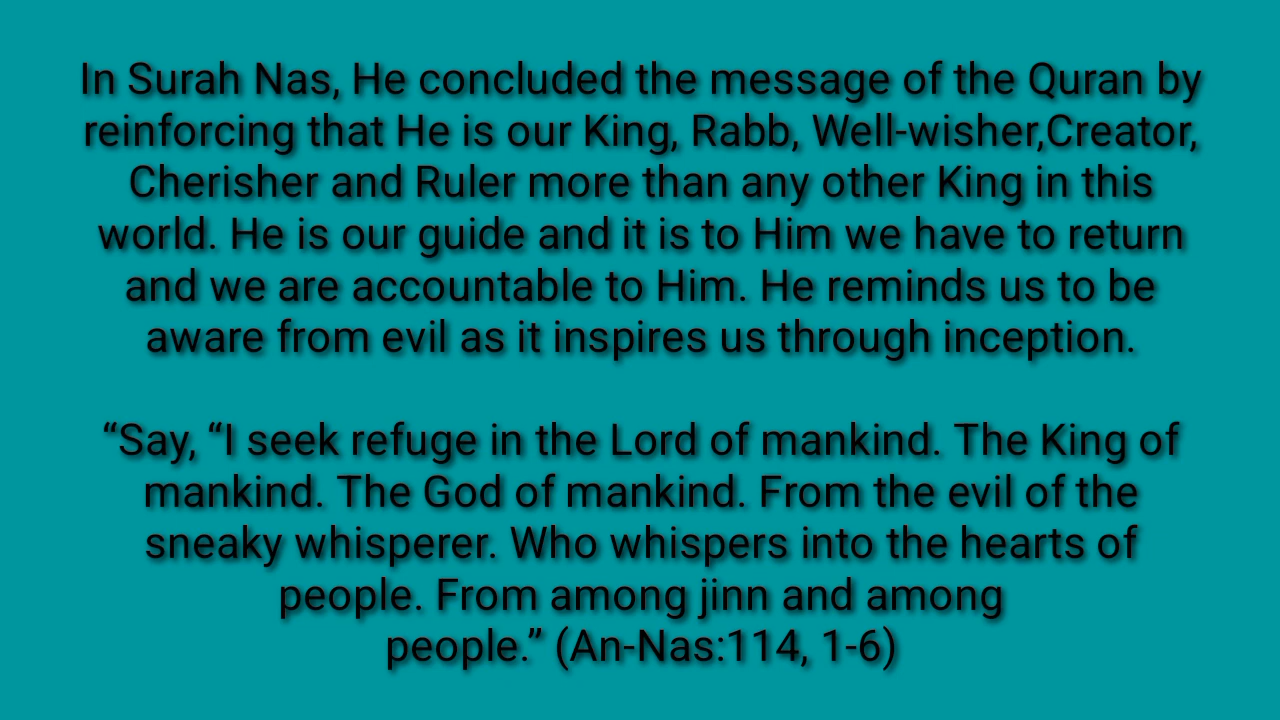 In Surah Nas, He concluded the message of the Quran by
reinforcing that He is our King, Rabb, Well-wisher,Creator,
Cherisher and Ruler more than any other King in this
world. He is our guide and it is to Him we have to return
and we are accountable to Him. He reminds us to be
aware from evil as it inspires us through inception.
“Say, “I seek refuge in the Lord of mankind. The King of
mankind. The God of mankind. From the evil of the
sneaky whisperer. Who whispers into the hearts of
people. From among jinn and among
people.” (An-Nas:114, 1-6)